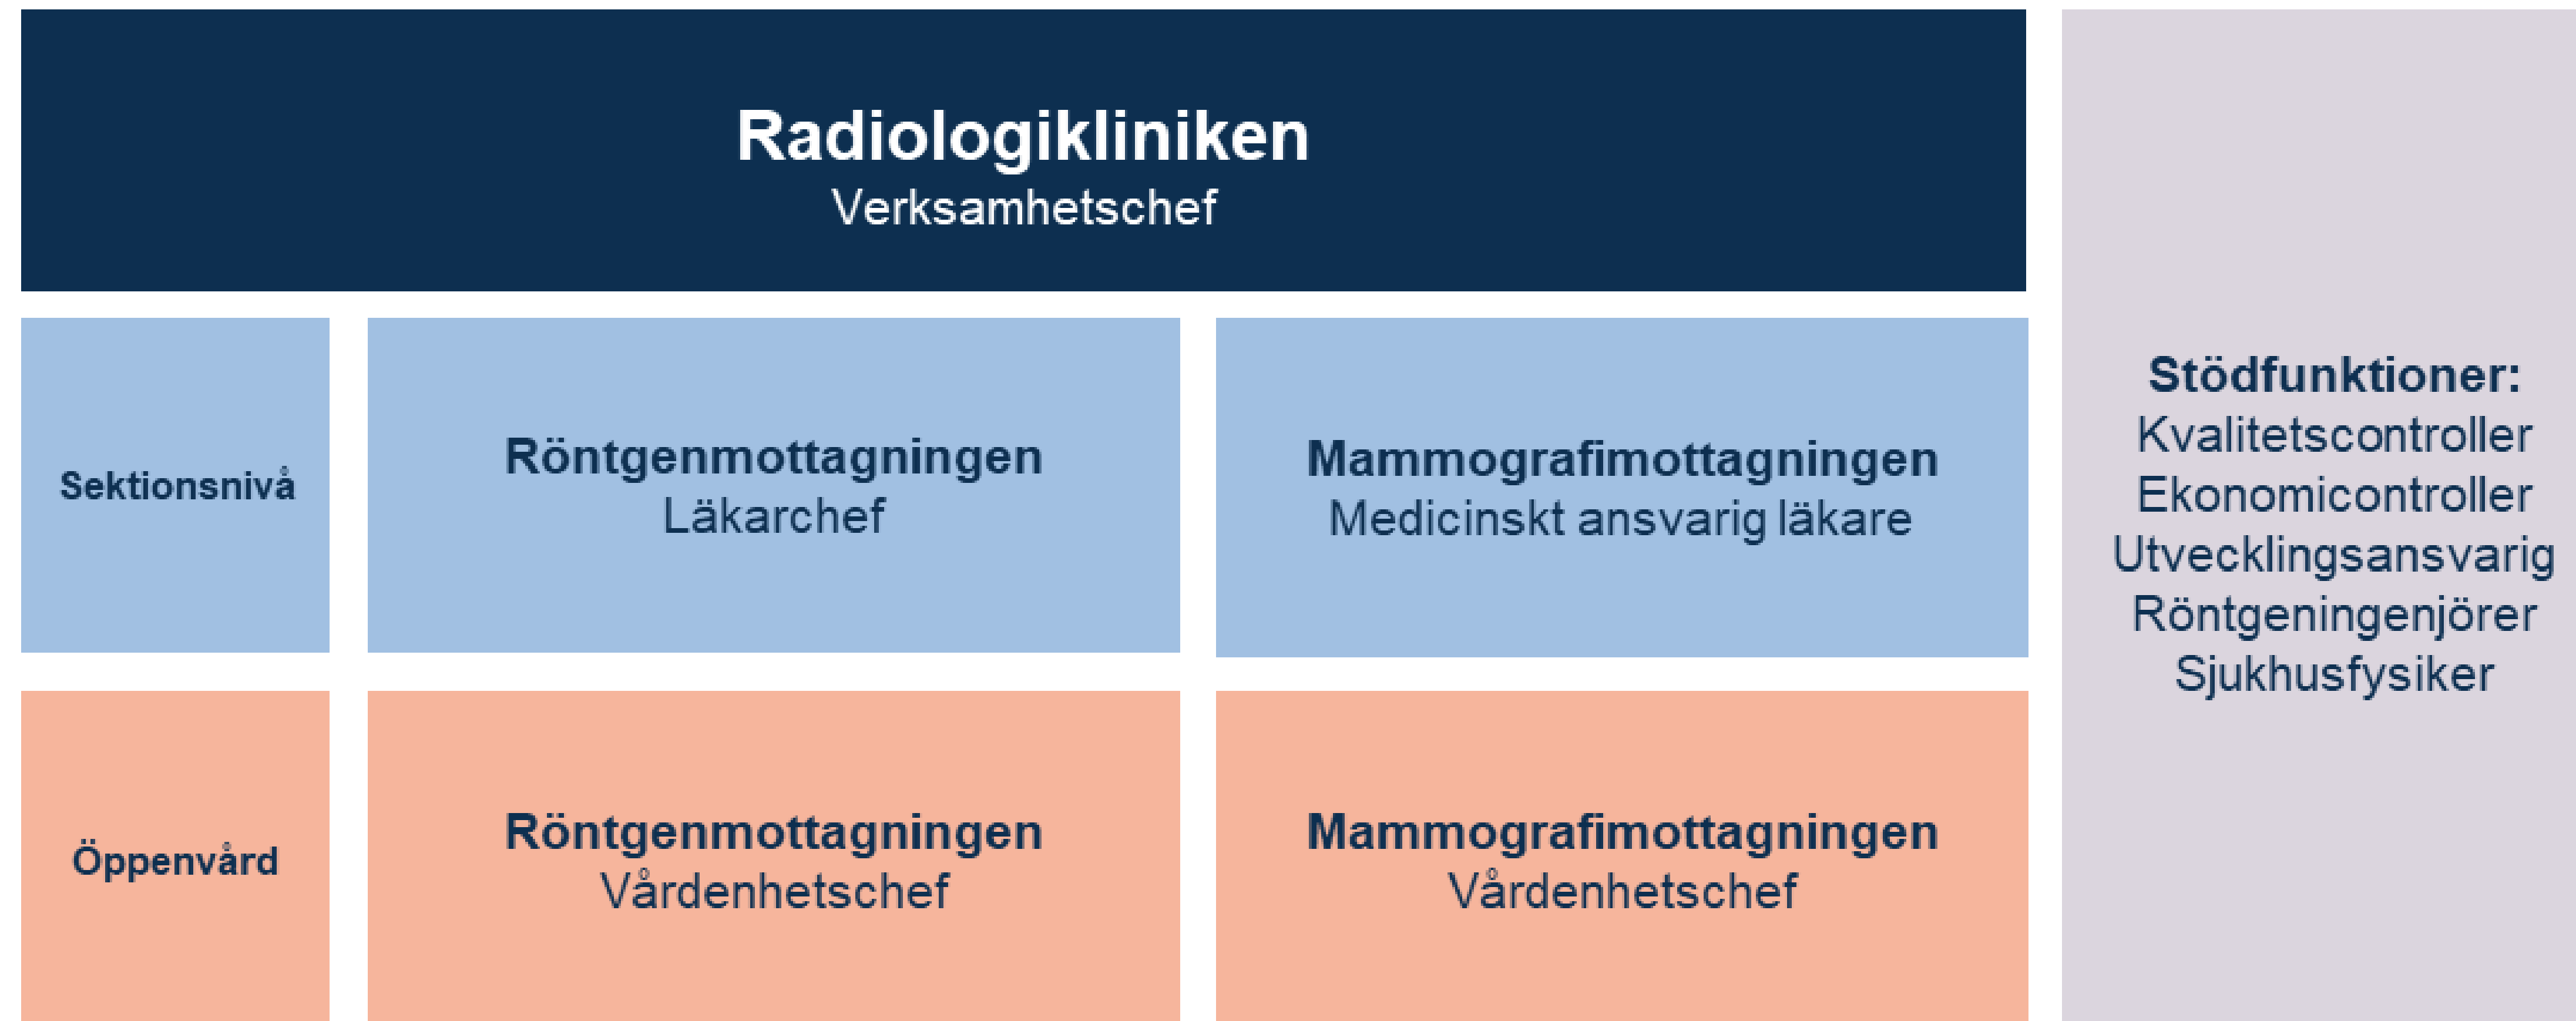 Radiologikliniken
Verksamhetschef
Sektionsnivå
Röntgenmottagningen
Läkarchef
Mammografimottagningen
Medicinskt ansvarig läkare
Öppenvård
Röntgenmottagningen
Vårdenhetschef
Mammografimottagningen
Vårdenhetschef
Stödfunktioner:
Kvalitetscontroller
Ekonomicontroller
Utvecklingsansvarig
Röntgeningenjörer
Sjukhusfysiker